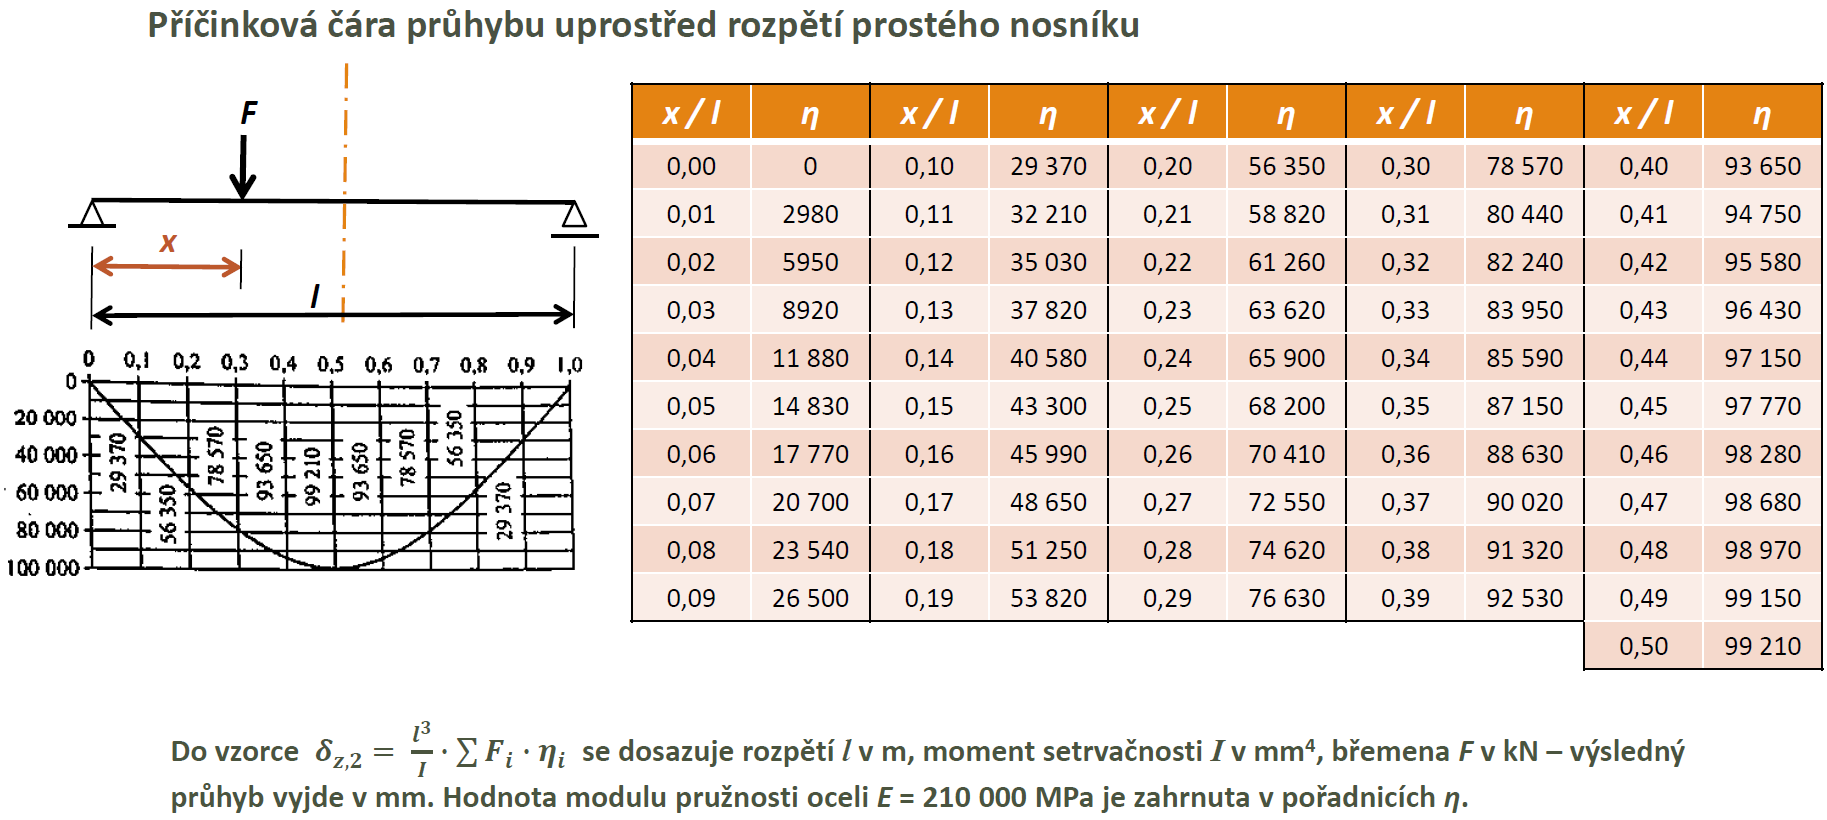 Příčinková čára průhybu uprostřed rozpětí prostého nosníku
F
x
l
0 0,1 0,2 0,3 0,4 0,5 0,6 0,7 0,8 0,9 1,0
0
20 000
40 000
60 000
80 000
100 000
29 370
56 350
78 570
93 650
99 210
93 650
78 570
56 350
29 370
x / l η x / l η x / l η x / l η x / l η
0,00 0 0,10 29 370 0,20 56 350 0,30 78 570 0,40 93 650
0,01 2980 0,11 32 210 0,21 58 820 0,31 80 440 0,41 94 750
0,02 5950 0,12 35 030 0,22 61 260 0,32 82 240 0,42 95 580
0,03 8920 0,13 37 820 0,23 63 620 0,33 83 950 0,43 96 430
0,04 11 880 0,14 40 580 0,24 65 900 0,34 85 590 0,44 97 150
0,05 14 830 0,15 43 300 0,25 68 200 0,35 87 150 0,45 97 770
0,06 17 770 0,16 45 990 0,26 70 410 0,36 88 630 0,46 98 280
0,07 20 700 0,17 48 650 0,27 72 550 0,37 90 020 0,47 98 680
0,08 23 540 0,18 51 250 0,28 74 620 0,38 91 320 0,48 98 970
0,09 26 500 0,19 53 820 0,29 76 630 0,39 92 530 0,49 99 150
0,50 99 210
Do vzorce δz,2 = l³/I · ∑ Fi · ηi se dosazuje rozpětí l v m, moment setrvačnosti I v mm⁴, břemena F v kN – výsledný
průhyb vyjde v mm. Hodnota modulu pružnosti oceli E = 210 000 MPa je zahrnuta v pořadnicích η.